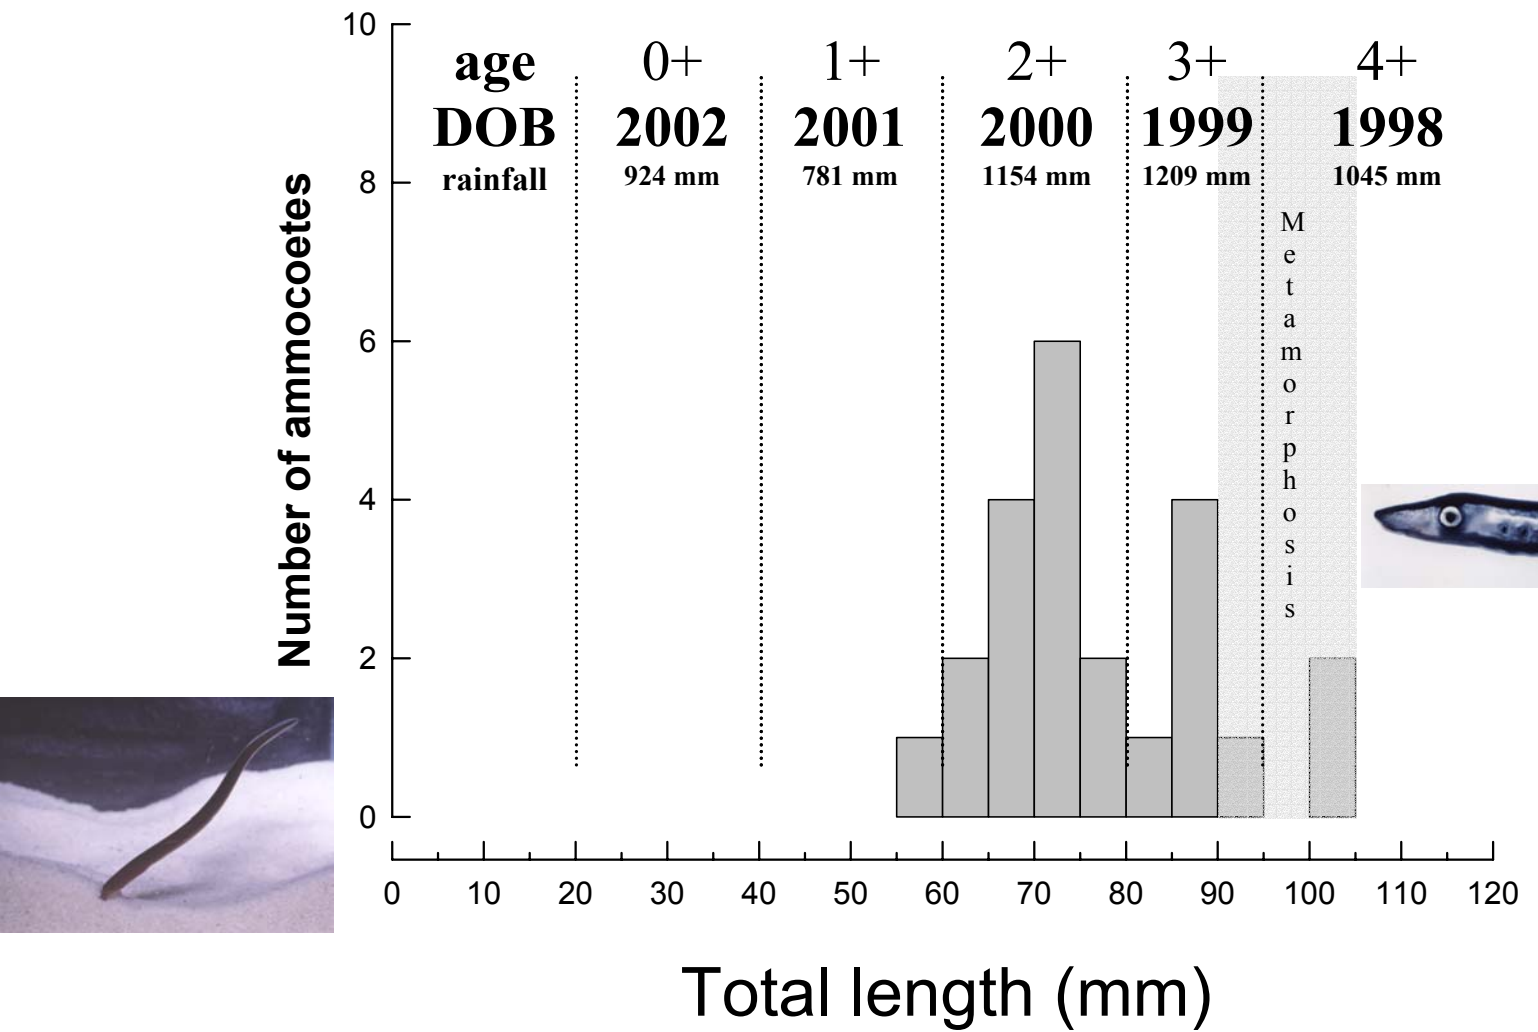 10
age 0+ 1+ 2+ 3+ 4+
DOB 2002 2001 2000 1999 1998
rainfall 924 mm 781 mm 1154 mm 1209 mm 1045 mm
8
6
4
2
0
Number of ammocoetes
Metamorphosis
0 10 20 30 40 50 60 70 80 90 100 110 120
Total length (mm)